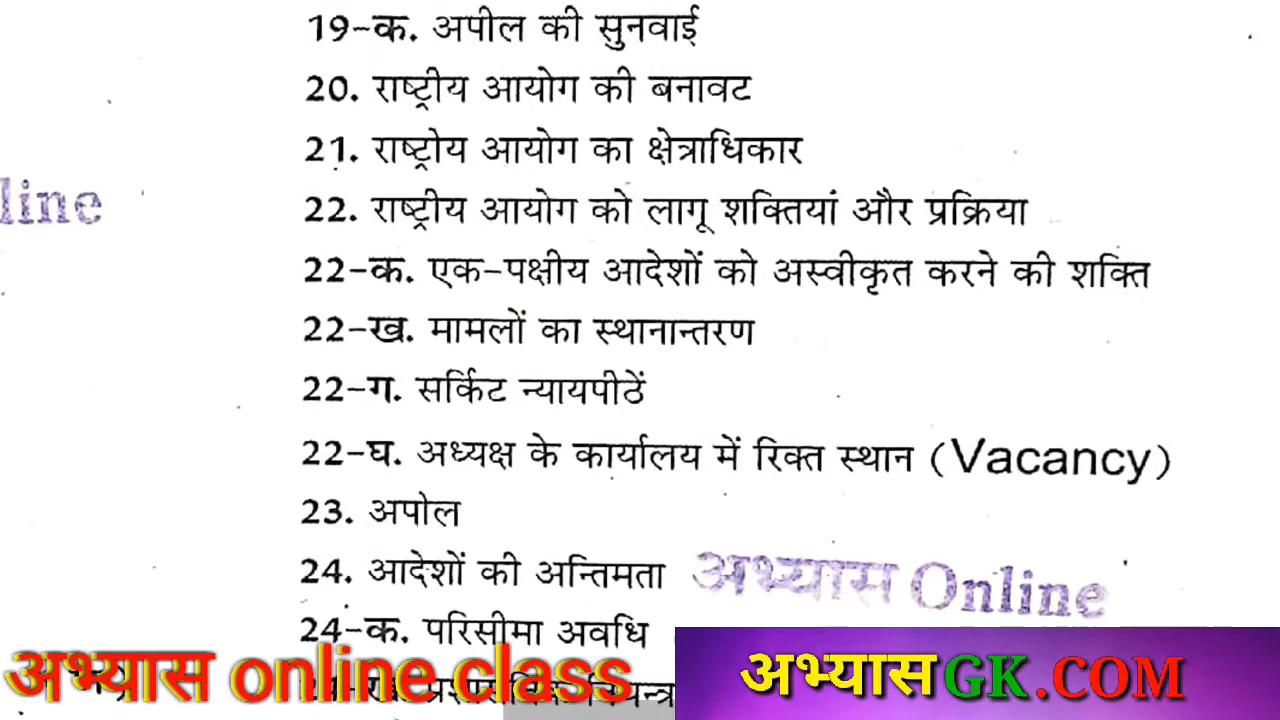 19-क. अपील की सुनवाई
20. राष्ट्रीय आयोग की बनावट
21. राष्ट्रीय आयोग का क्षेत्राधिकार
line
22. राष्ट्रीय आयोग को लागू शक्तियां और प्रक्रिया
22-क. एक-पक्षीय आदेशों को अस्वीकृत करने की शक्ति
22-ख. मामलों का स्थानान्तरण
22-ग. सर्किट न्यायपीठें
22-घ. अध्यक्ष के कार्यालय में रिक्त स्थान (Vacancy)
23. अपील
24. आदेशों की अन्तिमता
अभ्यास Online
24-क. परिसीमा अवधि
अभ्यास online class
अभ्यासGK.COM